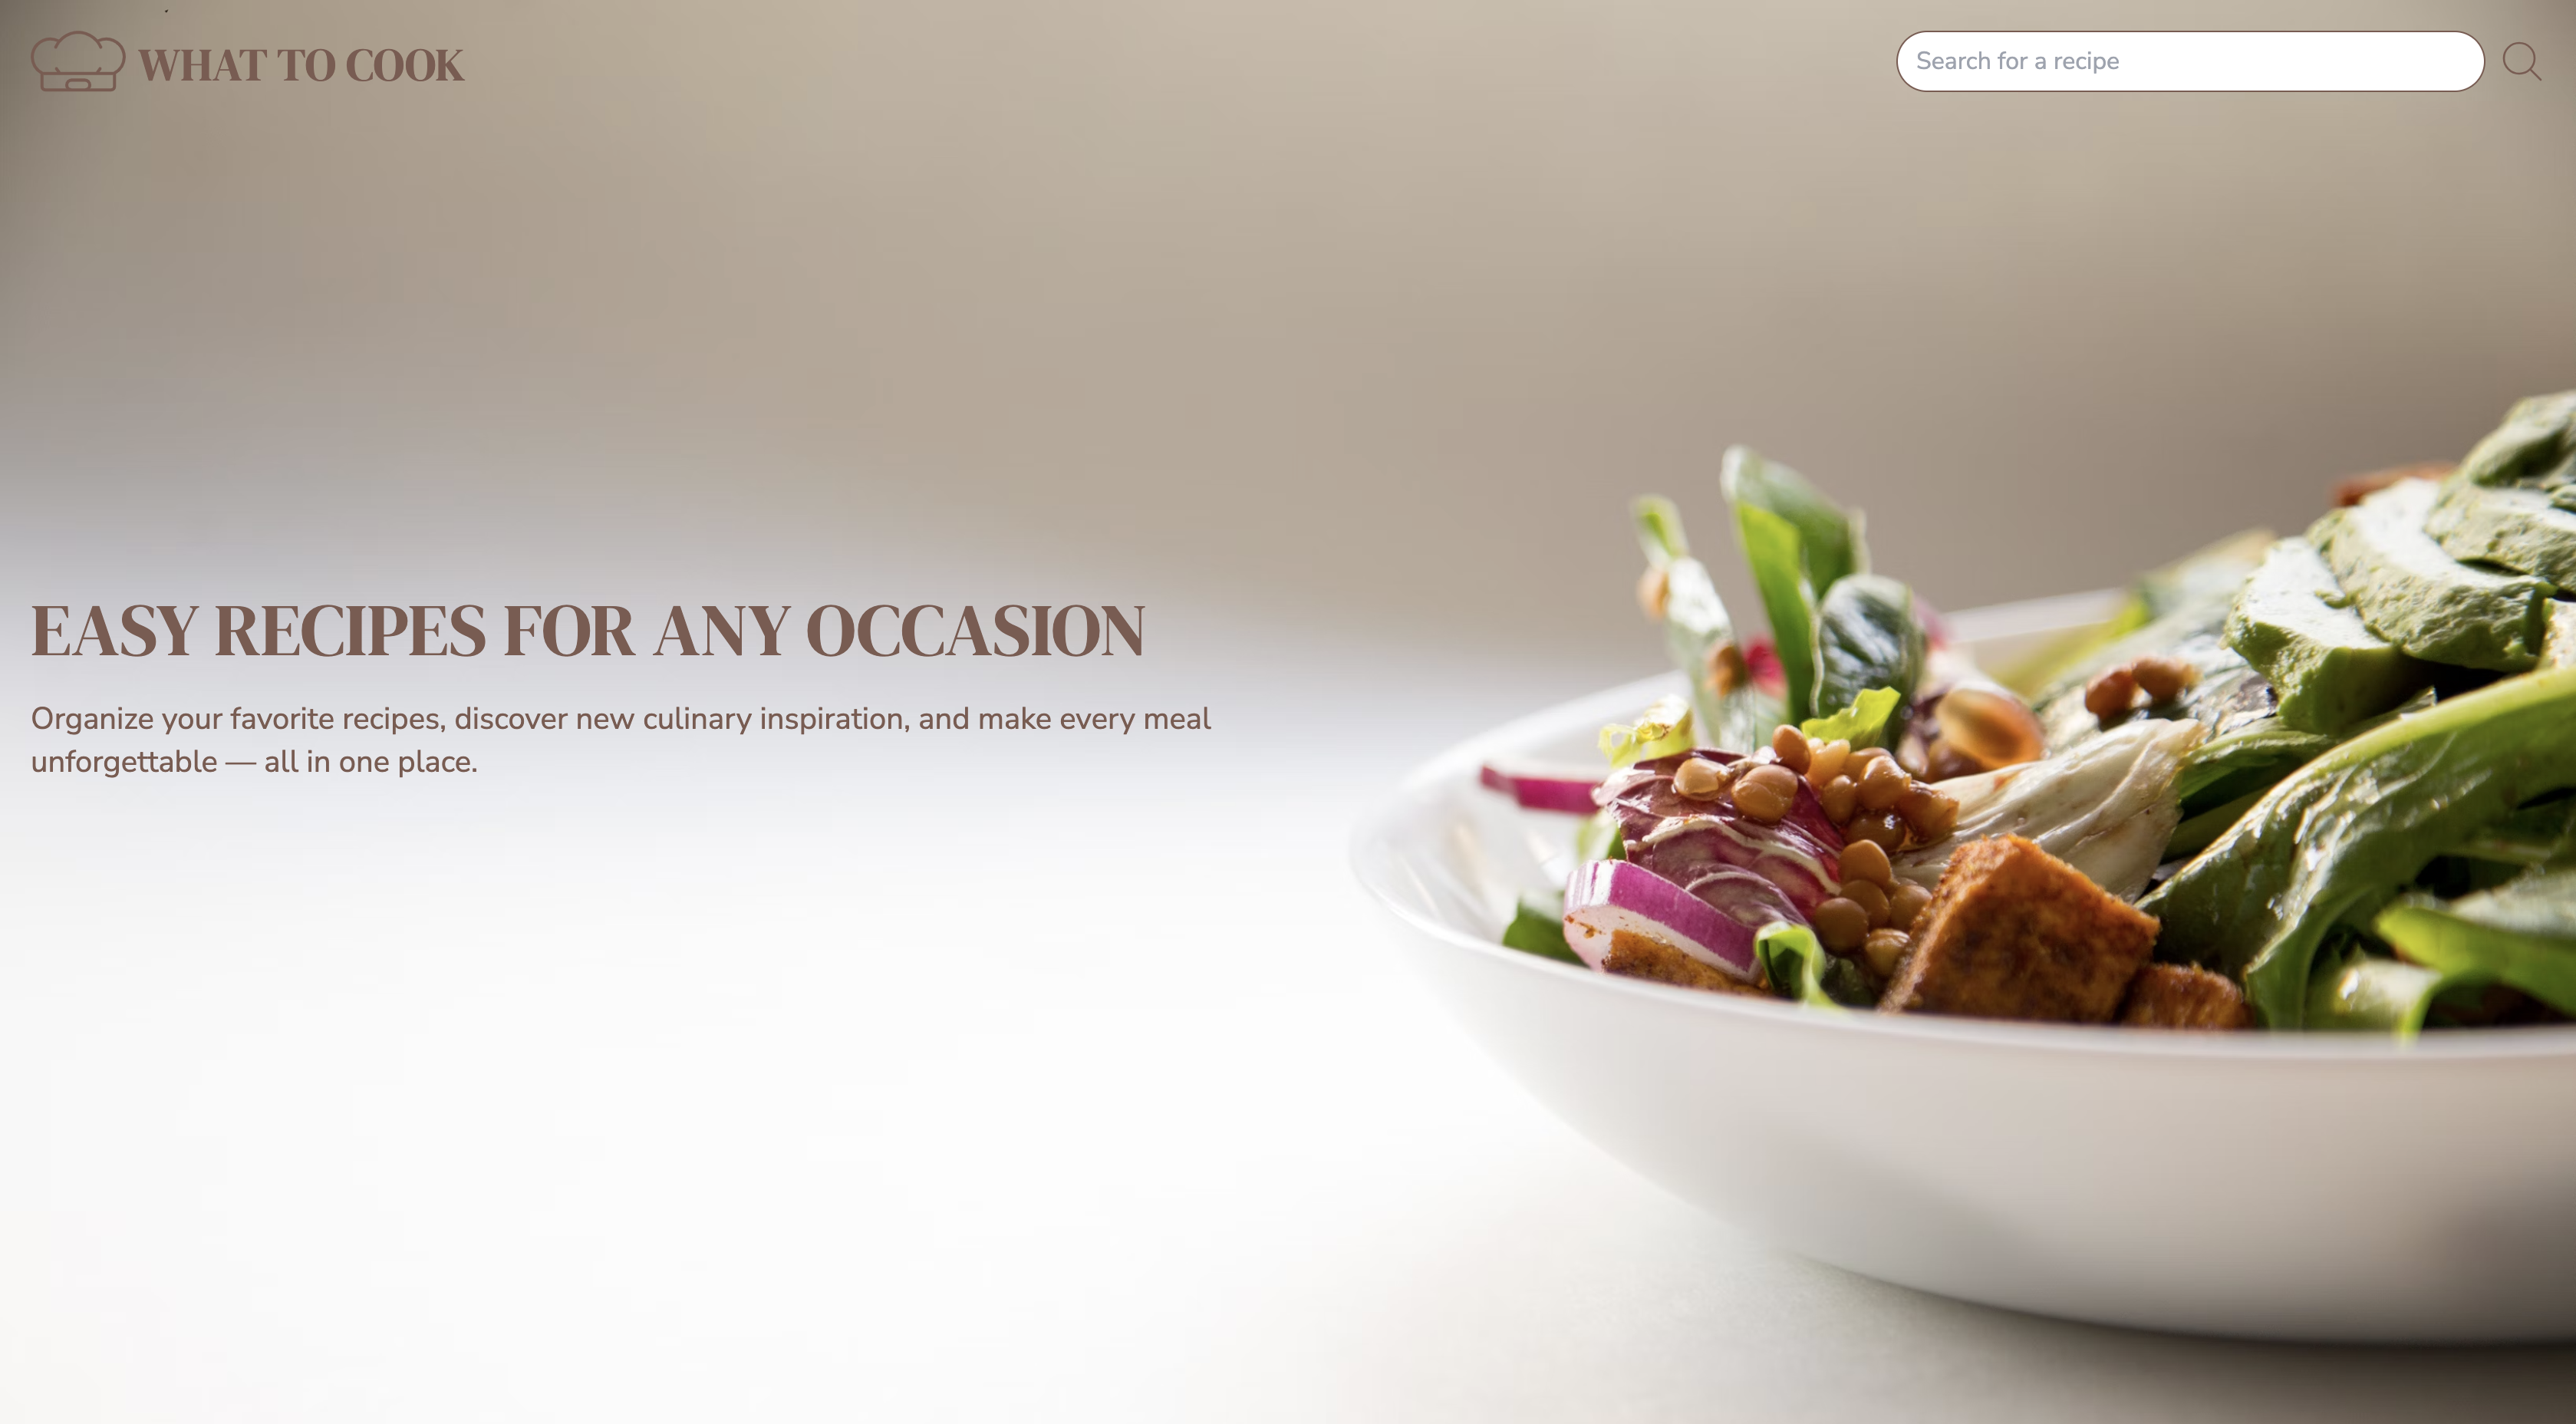 WHAT TO COOK
Search for a recipe
EASY RECIPES FOR ANY OCCASION
Organize your favorite recipes, discover new culinary inspiration, and make every meal
unforgettable — all in one place.